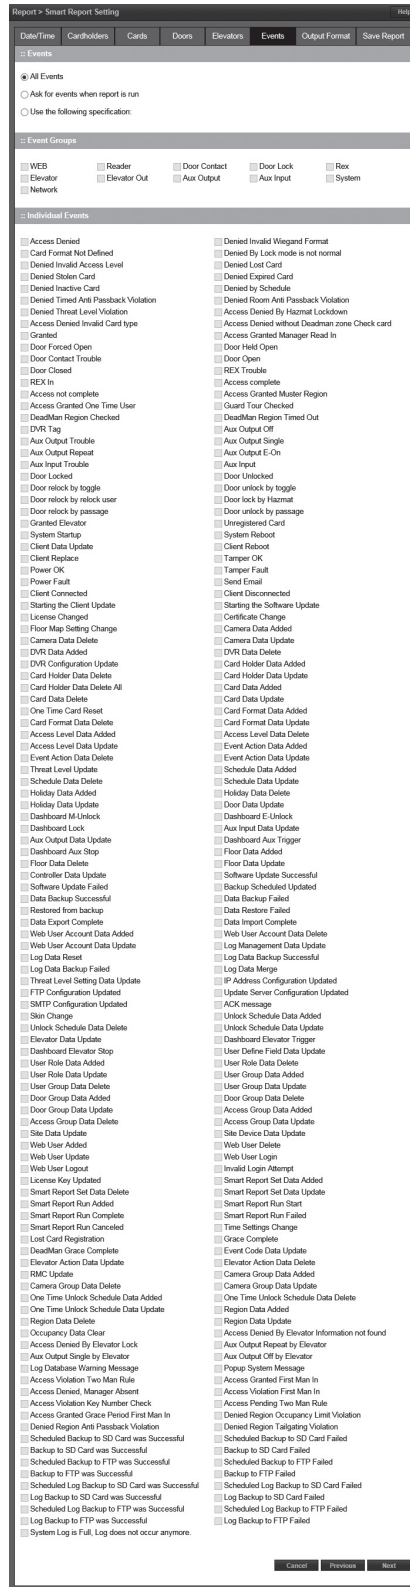 Report > Smart Report Setting Help
Date/Time Cardholders Cards Doors Elevators Events Output Format Save Report
:: Events
All Events
Ask for events when report is run
Use the following specification:
:: Event Groups
WEB Reader Door Contact Door Lock Rex
Elevator Elevator Out Aux Output Aux Input System
Network
:: Individual Events
Access Denied Denied Invalid Wiegand Format
Card Format Not Defined Denied By Lock mode is not normal
Denied Invalid Access Level Denied Lost Card
Denied Stolen Card Denied Expired Card
Denied Inactive Card Denied by Schedule
Denied Timed Anti Passback Violation Denied Room Anti Passback Violation
Denied Threat Level Violation Access Denied By Hazmat Lockdown
Access Denied Invalid Card type Access Denied without Deadman zone Check card
Granted Access Granted Manager Read In
Door Forced Open Door Held Open
Door Contact Trouble Door Open
Door Closed REX Trouble
REX In Access complete
Access not complete Access Granted Muster Region
Access Granted One Time User Guard Tour Checked
DeadMan Region Checked DeadMan Region Timed Out
DVR Tag Aux Output Off
Aux Output Trouble Aux Output Single
Aux Output Repeat Aux Output E-On
Aux Input Trouble Aux Input
Door Locked Door Unlocked
Door relock by toggle Door unlock by toggle
Door relock by relock user Door lock by Hazmat
Door relock by passage Door unlock by passage
Granted Elevator Unregistered Card
System Startup System Reboot
Client Data Update Client Reboot
Client Replace Tamper OK
Power OK Tamper Fault
Power Fault Send Email
Client Connected Client Disconnected
Starting the Client Update Starting the Software Update
License Changed Certificate Change
Floor Map Setting Change Camera Data Added
Camera Data Delete Camera Data Update
DVR Data Added DVR Data Delete
DVR Configuration Update Card Holder Data Added
Card Holder Data Delete Card Holder Data Update
Card Holder Data Delete All Card Data Added
Card Data Delete Card Data Update
One Time Card Reset Card Format Data Added
Card Format Data Delete Card Format Data Update
Access Level Data Added Access Level Data Delete
Access Level Data Update Event Action Data Added
Event Action Data Delete Event Action Data Update
Threat Level Update Schedule Data Added
Schedule Data Delete Schedule Data Update
Holiday Data Added Holiday Data Delete
Holiday Data Update Door Data Update
Dashboard M-Unlock Dashboard E-Unlock
Dashboard Lock Aux Input Data Update
Aux Output Data Update Dashboard Aux Trigger
Dashboard Aux Stop Floor Data Added
Floor Data Delete Floor Data Update
Controller Data Update Software Update Successful
Software Update Failed Backup Scheduled Updated
Data Backup Successful Data Backup Failed
Restored from backup Data Restore Failed
Data Export Complete Data Import Complete
Web User Account Data Added Web User Account Data Delete
Web User Account Data Update Log Management Data Update
Log Data Reset Log Data Backup Successful
Log Data Backup Failed Log Data Merge
Threat Level Setting Data Update IP Address Configuration Updated
FTP Configuration Updated Update Server Configuration Updated
SMTP Configuration Updated ACK message
Skin Change Unlock Schedule Data Added
Unlock Schedule Data Delete Unlock Schedule Data Update
Elevator Data Update Dashboard Elevator Trigger
Dashboard Elevator Stop User Define Field Data Update
User Role Data Added User Role Data Delete
User Role Data Update User Group Data Added
User Group Data Delete User Group Data Update
Door Group Data Added Door Group Data Delete
Door Group Data Update Access Group Data Added
Access Group Data Delete Access Group Data Update
Site Data Update Site Device Data Update
Web User Added Web User Delete
Web User Update Web User Login
Web User Logout Invalid Login Attempt
License Key Updated Smart Report Set Data Added
Smart Report Set Data Delete Smart Report Set Data Update
Smart Report Run Added Smart Report Run Start
Smart Report Run Complete Smart Report Run Failed
Smart Report Run Canceled Time Settings Change
Lost Card Registration Grace Complete
DeadMan Grace Complete Event Code Data Update
Elevator Action Data Update Elevator Action Data Delete
RMC Update Camera Group Data Added
Camera Group Data Delete Camera Group Data Update
One Time Unlock Schedule Data Added One Time Unlock Schedule Data Delete
One Time Unlock Schedule Data Update Region Data Added
Region Data Delete Region Data Update
Occupancy Data Clear Access Denied By Elevator Information not found
Access Denied By Elevator Lock Aux Output Repeat by Elevator
Aux Output Single by Elevator Aux Output Off by Elevator
Log Database Warning Message Popup System Message
Access Violation Two Man Rule Access Granted First Man In
Access Denied, Manager Absent Access Violation First Man In
Access Violation Key Number Check Access Pending Two Man Rule
Access Granted Grace Period First Man In Denied Region Occupancy Limit Violation
Denied Region Anti Passback Violation Denied Region Tailgating Violation
Scheduled Backup to SD Card was Successful Scheduled Backup to SD Card Failed
Backup to SD Card was Successful Backup to SD Card Failed
Scheduled Backup to FTP was Successful Scheduled Backup to FTP Failed
Backup to FTP was Successful Backup to FTP Failed
Scheduled Log Backup to SD Card was Successful Scheduled Log Backup to SD Card Failed
Log Backup to SD Card was Successful Log Backup to SD Card Failed
Scheduled Log Backup to FTP was Successful Scheduled Log Backup to FTP Failed
Log Backup to FTP was Successful Log Backup to FTP Failed
System Log is Full, Log does not occur anymore.
Cancel Previous Next